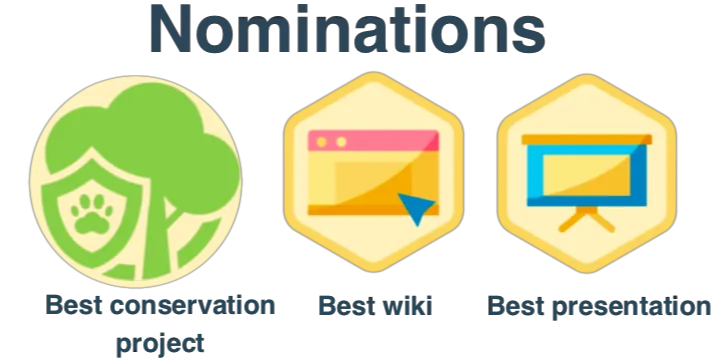 Nominations
Best conservation
project
Best wiki
Best presentation